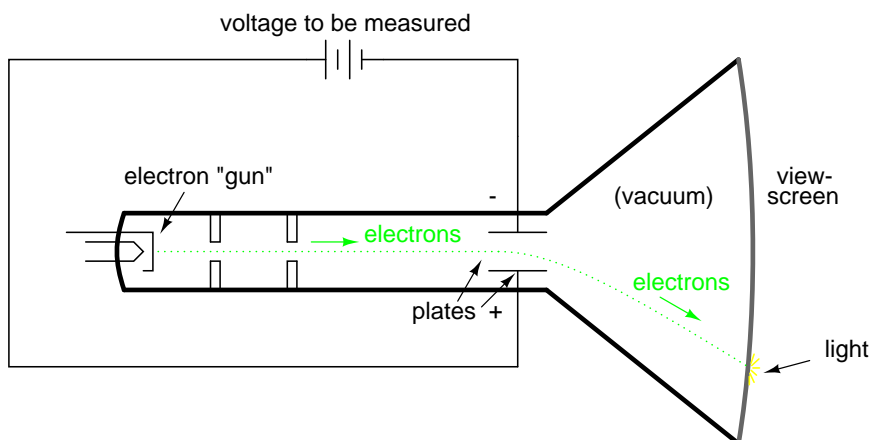 voltage to be measured
electron "gun"
-
(vacuum)
view-
screen
electrons
electrons
plates +
light